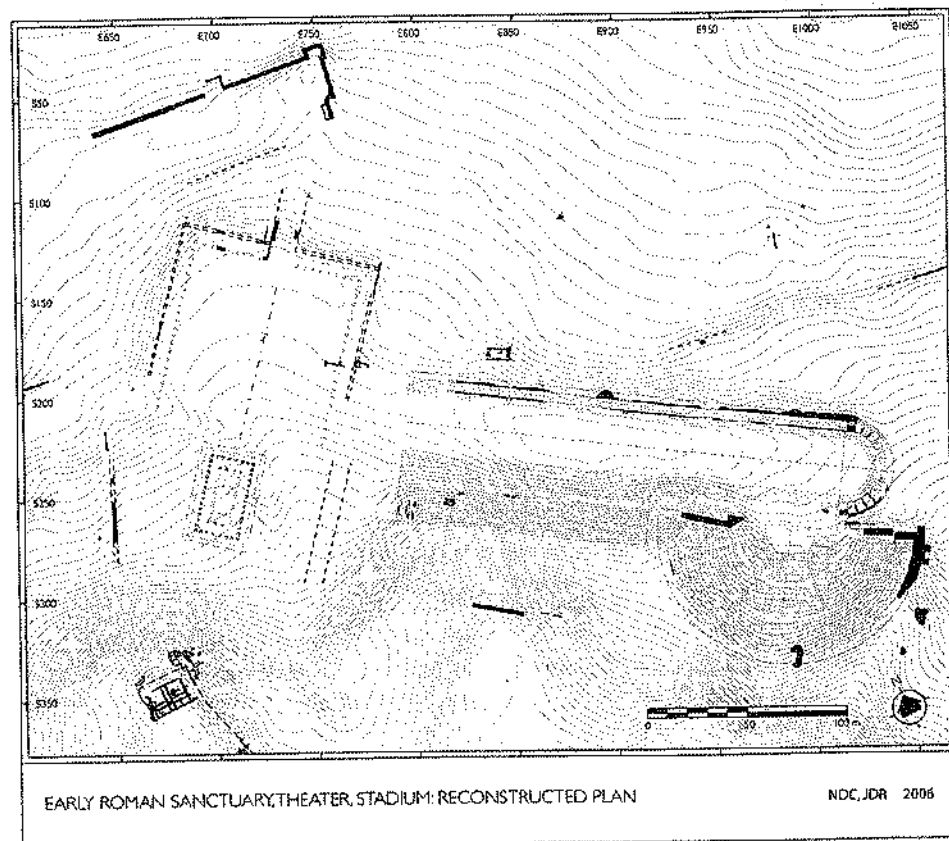 E650 E700 E750 E800 E850 E900 E950 E1000 E1050
S50
S100
S150
S200
S250
S300
S350
0 50 100 m
EARLY ROMAN SANCTUARY,THEATER, STADIUM: RECONSTRUCTED PLAN
NDC, JDR 2006